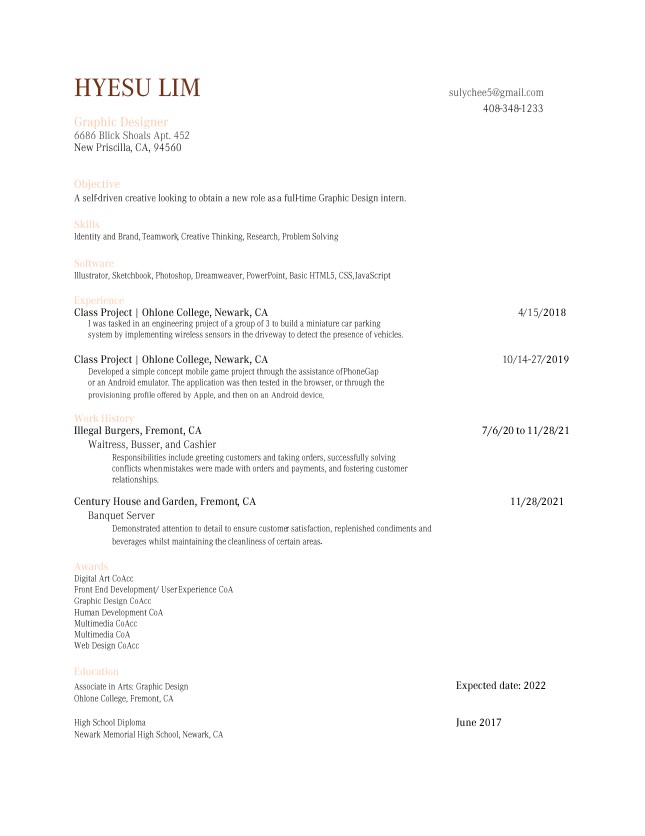 HYESU LIM
sulychee5@gmail.com
408-348-1233
Graphic Designer
6686 Blick Shoals Apt. 452
New Priscilla, CA, 94560
Objective
A self-driven creative looking to obtain a new role as a full-time Graphic Design intern.
Skills
Identity and Brand, Teamwork, Creative Thinking, Research, Problem Solving
Software
Illustrator, Sketchbook, Photoshop, Dreamweaver, PowerPoint, Basic HTML5, CSS,JavaScript
Experience
Class Project | Ohlone College, Newark, CA 4/15/2018
I was tasked in an engineering project of a group of 3 to build a miniature car parking
system by implementing wireless sensors in the driveway to detect the presence of vehicles.
Class Project | Ohlone College, Newark, CA 10/14-27/2019
Developed a simple concept mobile game project through the assistance of PhoneGap
or an Android emulator. The application was then tested in the browser, or through the
provisioning profile offered by Apple, and then on an Android device.
Work History
Illegal Burgers, Fremont, CA 7/6/20 to 11/28/21
Waitress, Busser, and Cashier
Responsibilities include greeting customers and taking orders, successfully solving
conflicts when mistakes were made with orders and payments, and fostering customer
relationships.
Century House and Garden, Fremont, CA 11/28/2021
Banquet Server
Demonstrated attention to detail to ensure customer satisfaction, replenished condiments and
beverages whilst maintaining the cleanliness of certain areas.
Awards
Digital Art CoAcc
Front End Development/ User Experience CoA
Graphic Design CoAcc
Human Development CoA
Multimedia CoAcc
Multimedia CoA
Web Design CoAcc
Education
Associate in Arts: Graphic Design Expected date: 2022
Ohlone College, Fremont, CA
High School Diploma June 2017
Newark Memorial High School, Newark, CA